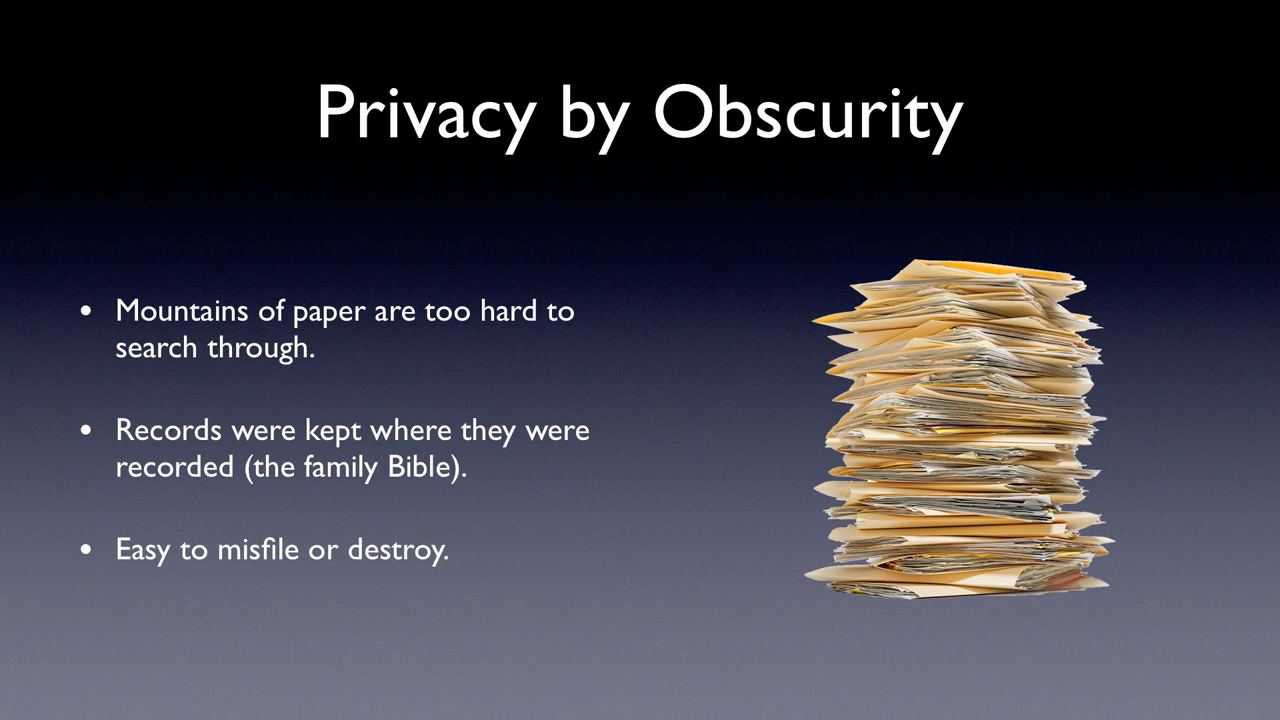 Privacy by Obscurity
• Mountains of paper are too hard to
search through.
• Records were kept where they were
recorded (the family Bible).
• Easy to misfile or destroy.